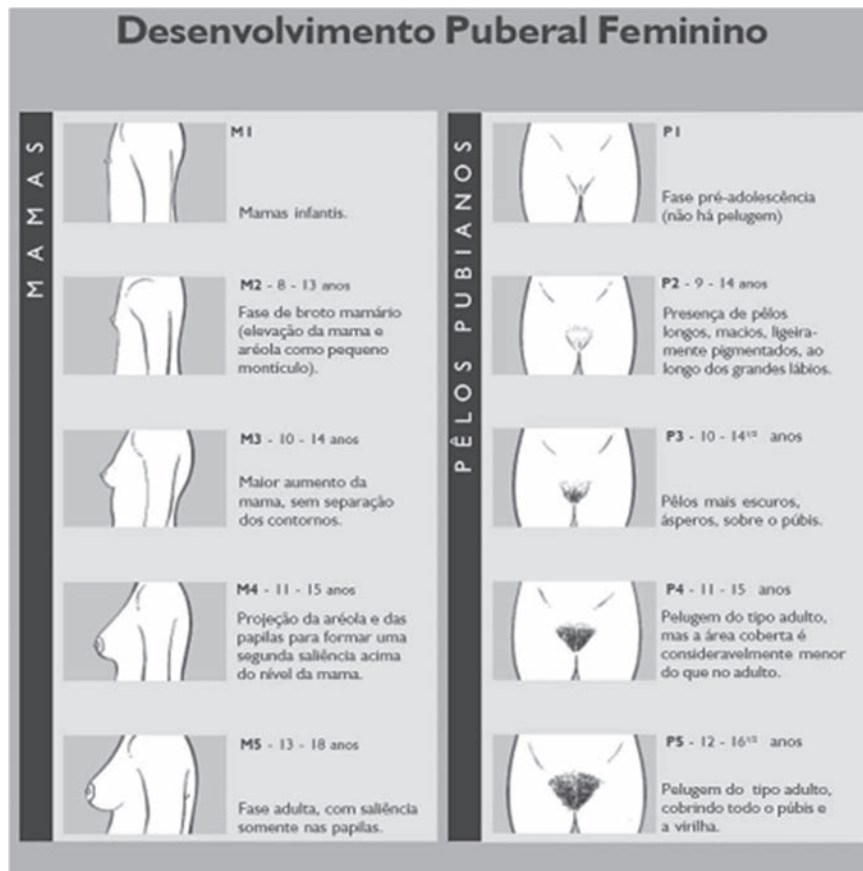 Desenvolvimento Puberal Feminino
MAMAS
M1
Mamas infantis.
M2 - 8 - 13 anos
Fase de broto mamário
(elevação da mama e
aréola como pequeno
montículo).
M3 - 10 - 14 anos
Maior aumento da
mama, sem separação
dos contornos.
M4 - 11 - 15 anos
Projeção da aréola e das
papilas para formar uma
segunda saliência acima
do nível da mama.
M5 - 13 - 18 anos
Fase adulta, com saliência
somente nas papilas.
PÊLOS PUBIANOS
P1
Fase pré-adolescência
(não há pelugem)
P2 - 9 - 14 anos
Presença de pêlos
longos, macios, ligeira-
mente pigmentados, ao
longo dos grandes lábios.
P3 - 10 - 14¹/² anos
Pêlos mais escuros,
ásperos, sobre o púbis.
P4 - 11 - 15 anos
Pelugem do tipo adulto,
mas a área coberta é
consideravelmente menor
do que no adulto.
P5 - 12 - 16¹/² anos
Pelugem do tipo adulto,
cobrindo todo o púbis e
a virilha.